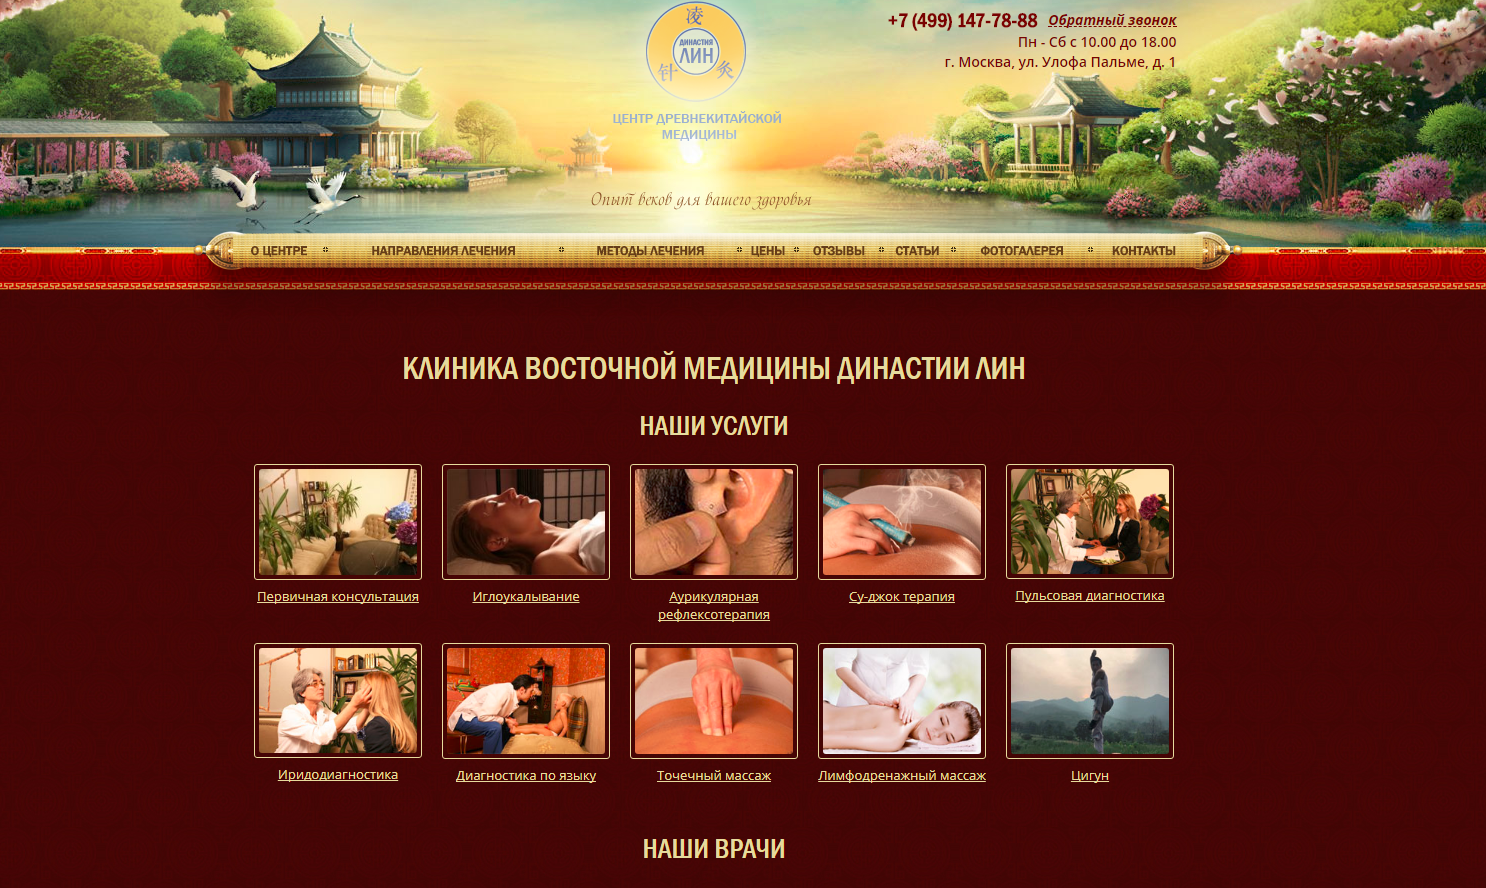 凌
ДИНАСТИЯ
ЛИН
针 灸
ЦЕНТР ДРЕВНЕКИТАЙСКОЙ
МЕДИЦИНЫ
Опыт веков для вашего здоровья
+7 (499) 147-78-88 Обратный звонок
Пн - Сб с 10.00 до 18.00
г. Москва, ул. Улофа Пальме, д. 1
О ЦЕНТРЕ НАПРАВЛЕНИЯ ЛЕЧЕНИЯ МЕТОДЫ ЛЕЧЕНИЯ ЦЕНЫ ОТЗЫВЫ СТАТЬИ ФОТОГАЛЕРЕЯ КОНТАКТЫ
КЛИНИКА ВОСТОЧНОЙ МЕДИЦИНЫ ДИНАСТИИ ЛИН
НАШИ УСЛУГИ
Первичная консультация
Иглоукалывание
Аурикулярная
рефлексотерапия
Су-джок терапия
Пульсовая диагностика
Иридодиагностика
Диагностика по языку
Точечный массаж
Лимфодренажный массаж
Цигун
НАШИ ВРАЧИ